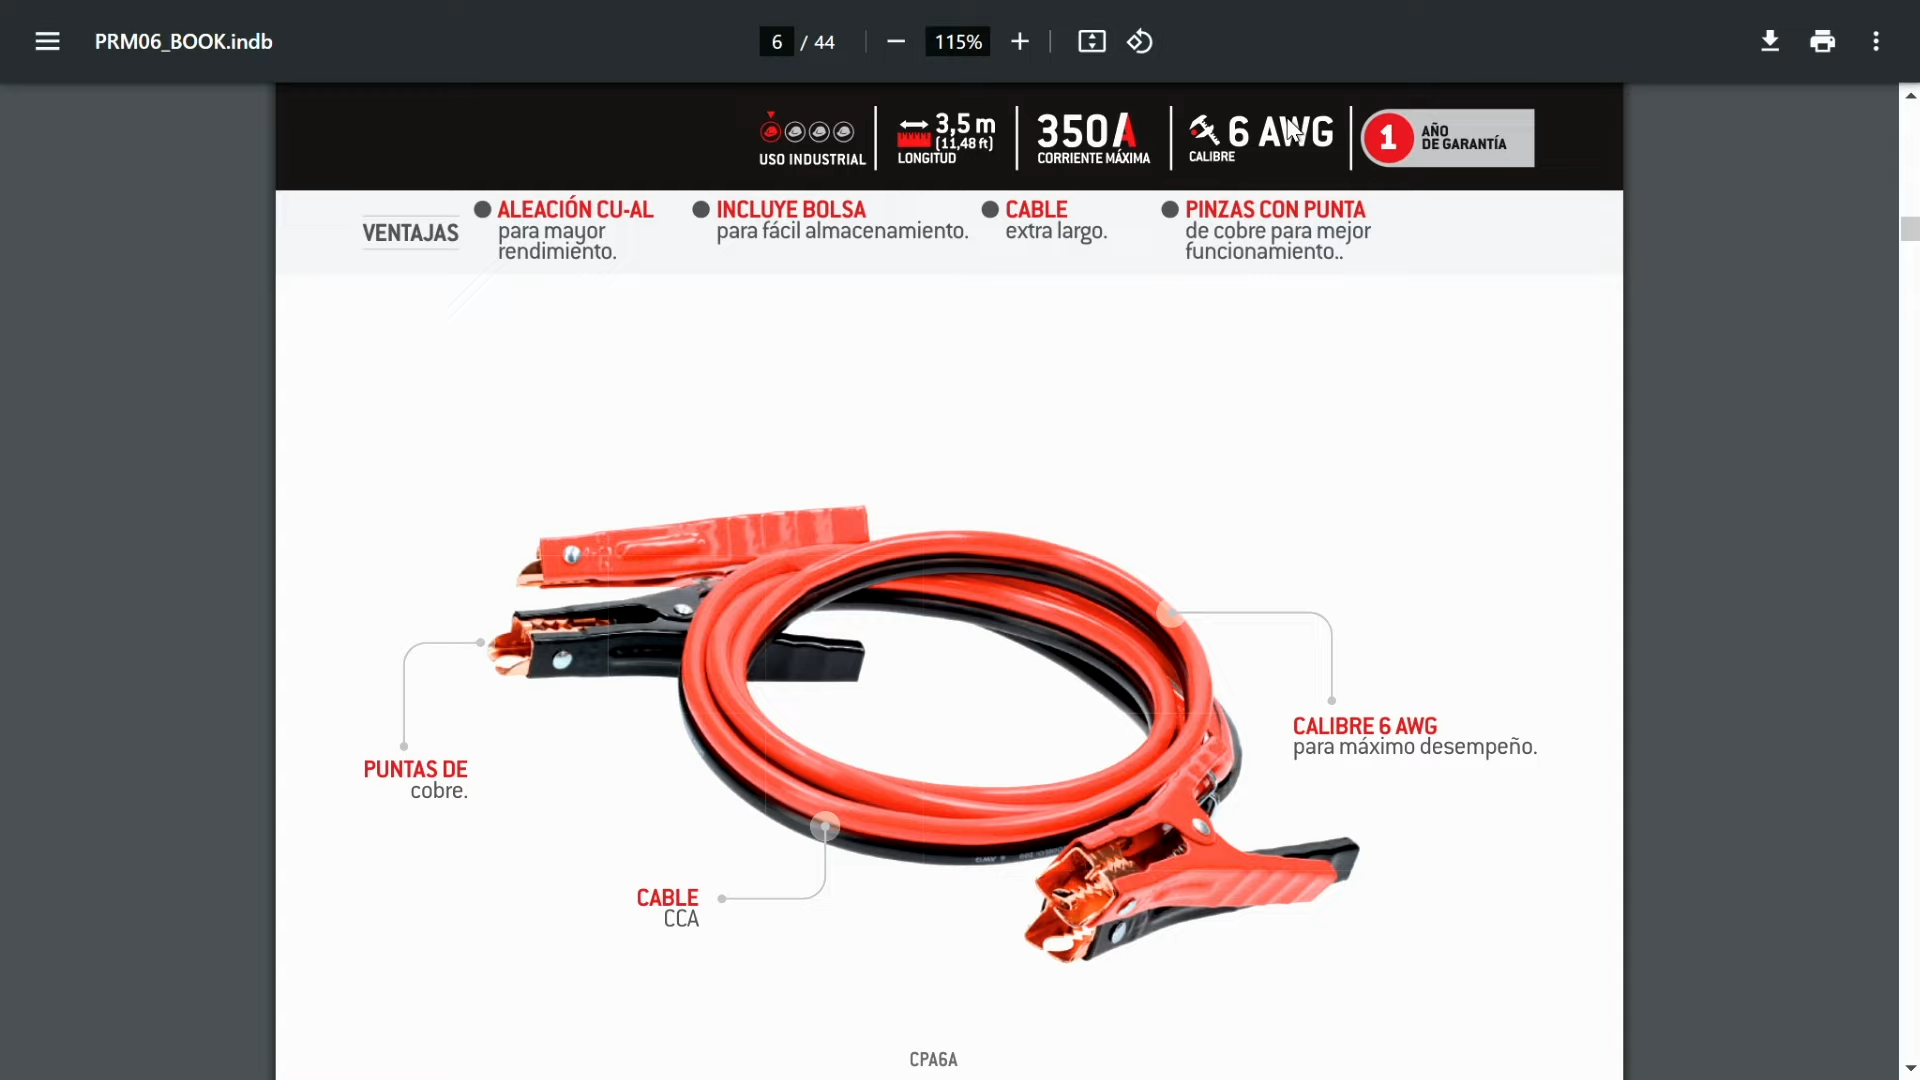 PRM06_BOOK.indb
6 / 44
115%
USO INDUSTRIAL
3,5 m
(11,48 ft)
LONGITUD
350A
CORRIENTE MÁXIMA
6 AWG
CALIBRE
1
AÑO
DE GARANTÍA
VENTAJAS
ALEACIÓN CU-AL
para mayor
rendimiento.
INCLUYE BOLSA
para fácil almacenamiento.
CABLE
extra largo.
PINZAS CON PUNTA
de cobre para mejor
funcionamiento..
PUNTAS DE
cobre.
CALIBRE 6 AWG
para máximo desempeño.
CABLE
CCA
CPA6A